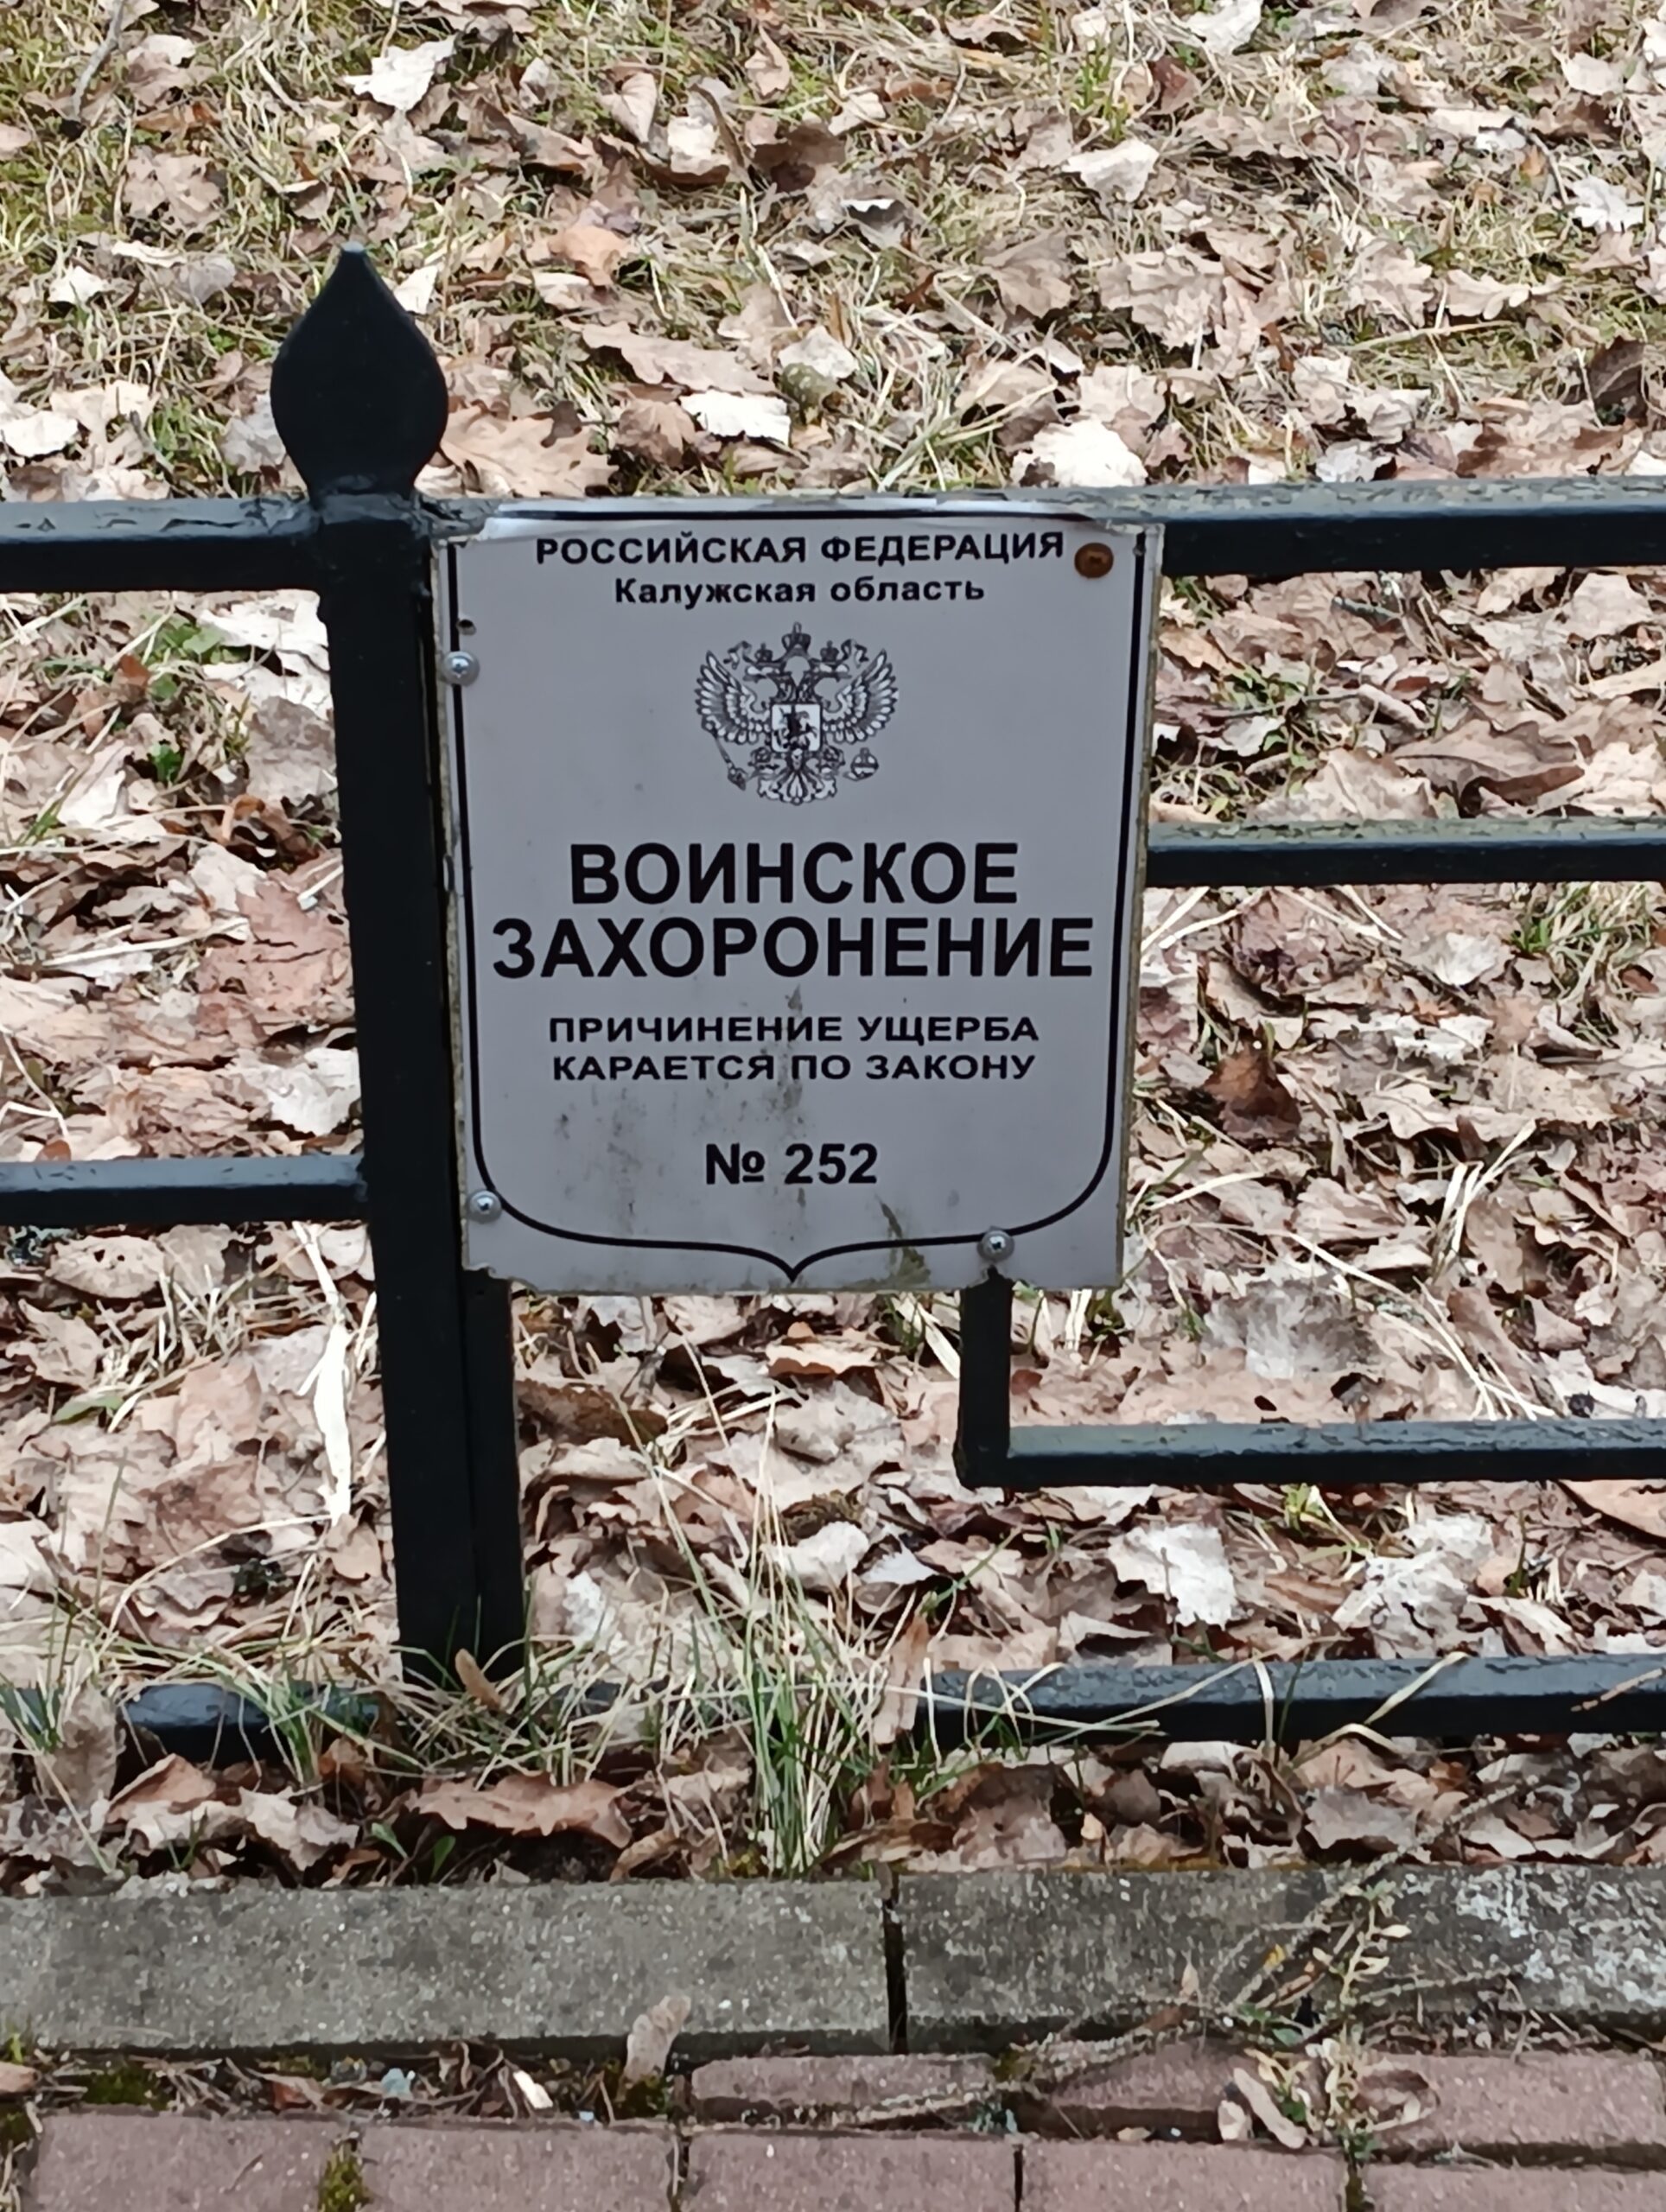 РОССИЙСКАЯ ФЕДЕРАЦИЯ
Калужская область
ВОИНСКОЕ
ЗАХОРОНЕНИЕ
ПРИЧИНЕНИЕ УЩЕРБА
КАРАЕТСЯ ПО ЗАКОНУ
№ 252